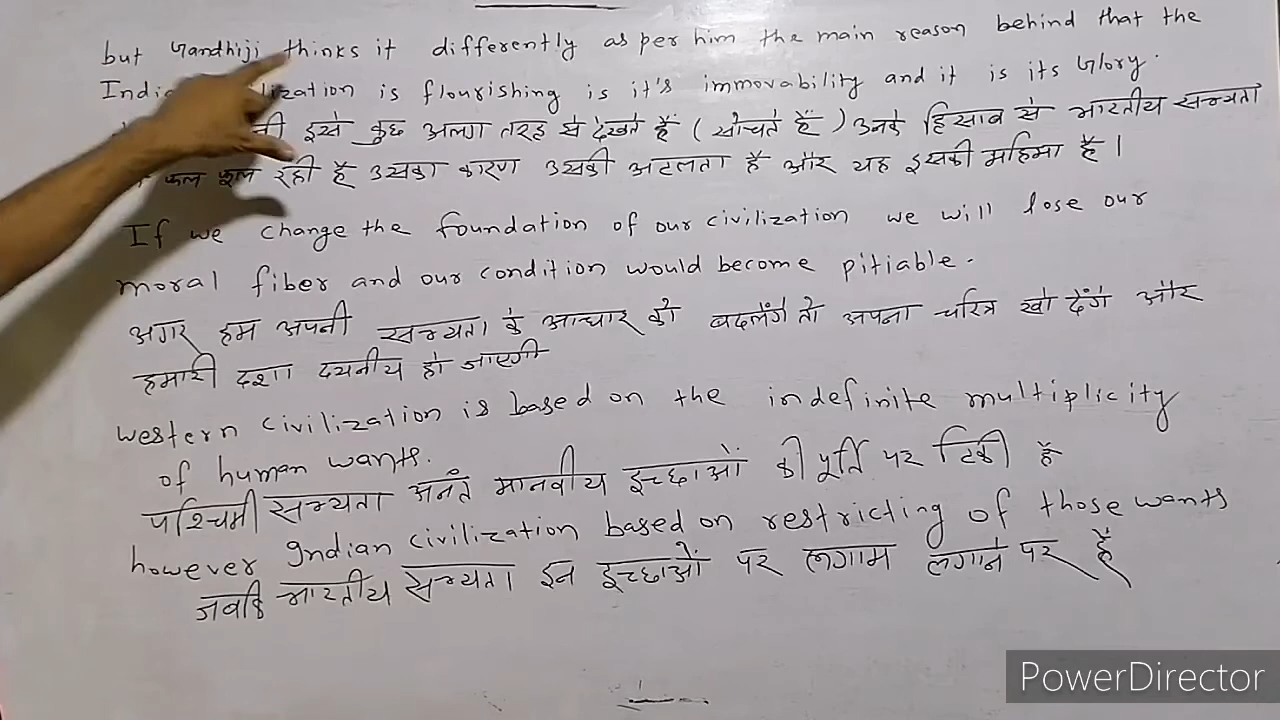 but Gandhiji thinks it differently as per him the main reason behind that the
India ization is flourishing is it's immovability and it is its Glory.
इसे कुछ अलग तरह से देखते हैं (सोचते हैं) उनके हिसाब से भारतीय सभ्यता
फल फूल रही है उसका कारण उसकी अटलता है और यह इसकी महिमा है।
If we change the foundation of our civilization we will lose our
moral fiber and our condition would become pitiable.
अगर हम अपनी सभ्यता के आधार को बदलेंगे तो अपना चरित्र खो देंगे और
हमारी दशा दयनीय हो जाएगी
western civilization is based on the indefinite multiplicity
of human wants.
पश्चिमी सभ्यता अनंत मानवीय इच्छाओं की पूर्ति पर टिकी है
however Indian civilization based on restricting of those wants
जबकि भारतीय सभ्यता इन इच्छाओं पर लगाम लगाने पर है
PowerDirector